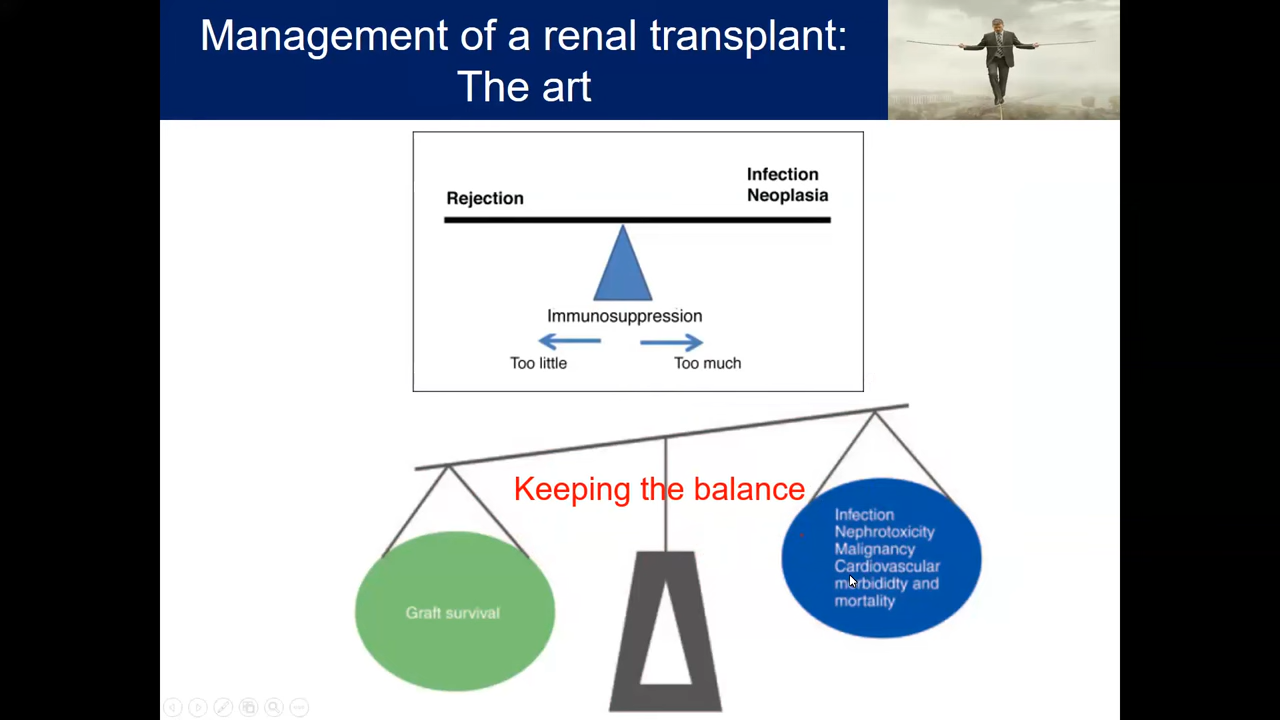 Management of a renal transplant:
The art
Rejection
Infection
Neoplasia
Immunosuppression
Too little
Too much
Keeping the balance
Graft survival
Infection
Nephrotoxicity
Malignancy
Cardiovascular
morbididty and
mortality